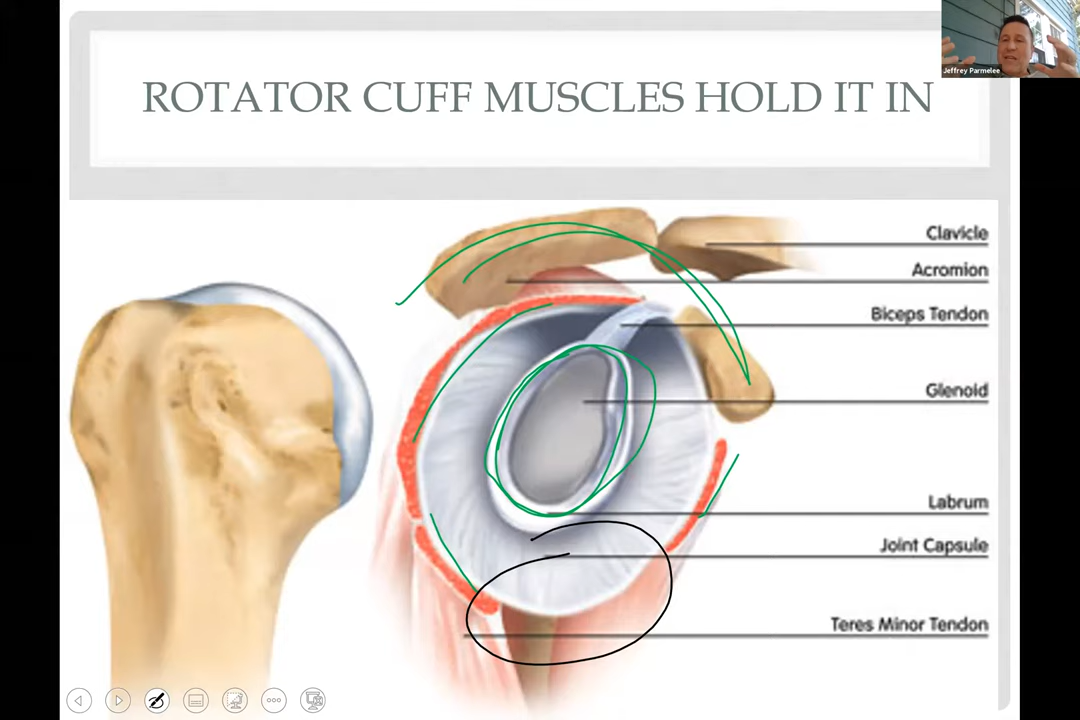 Jeffrey Parmelee
ROTATOR CUFF MUSCLES HOLD IT IN
Clavicle
Acromion
Biceps Tendon
Glenoid
Labrum
Joint Capsule
Teres Minor Tendon